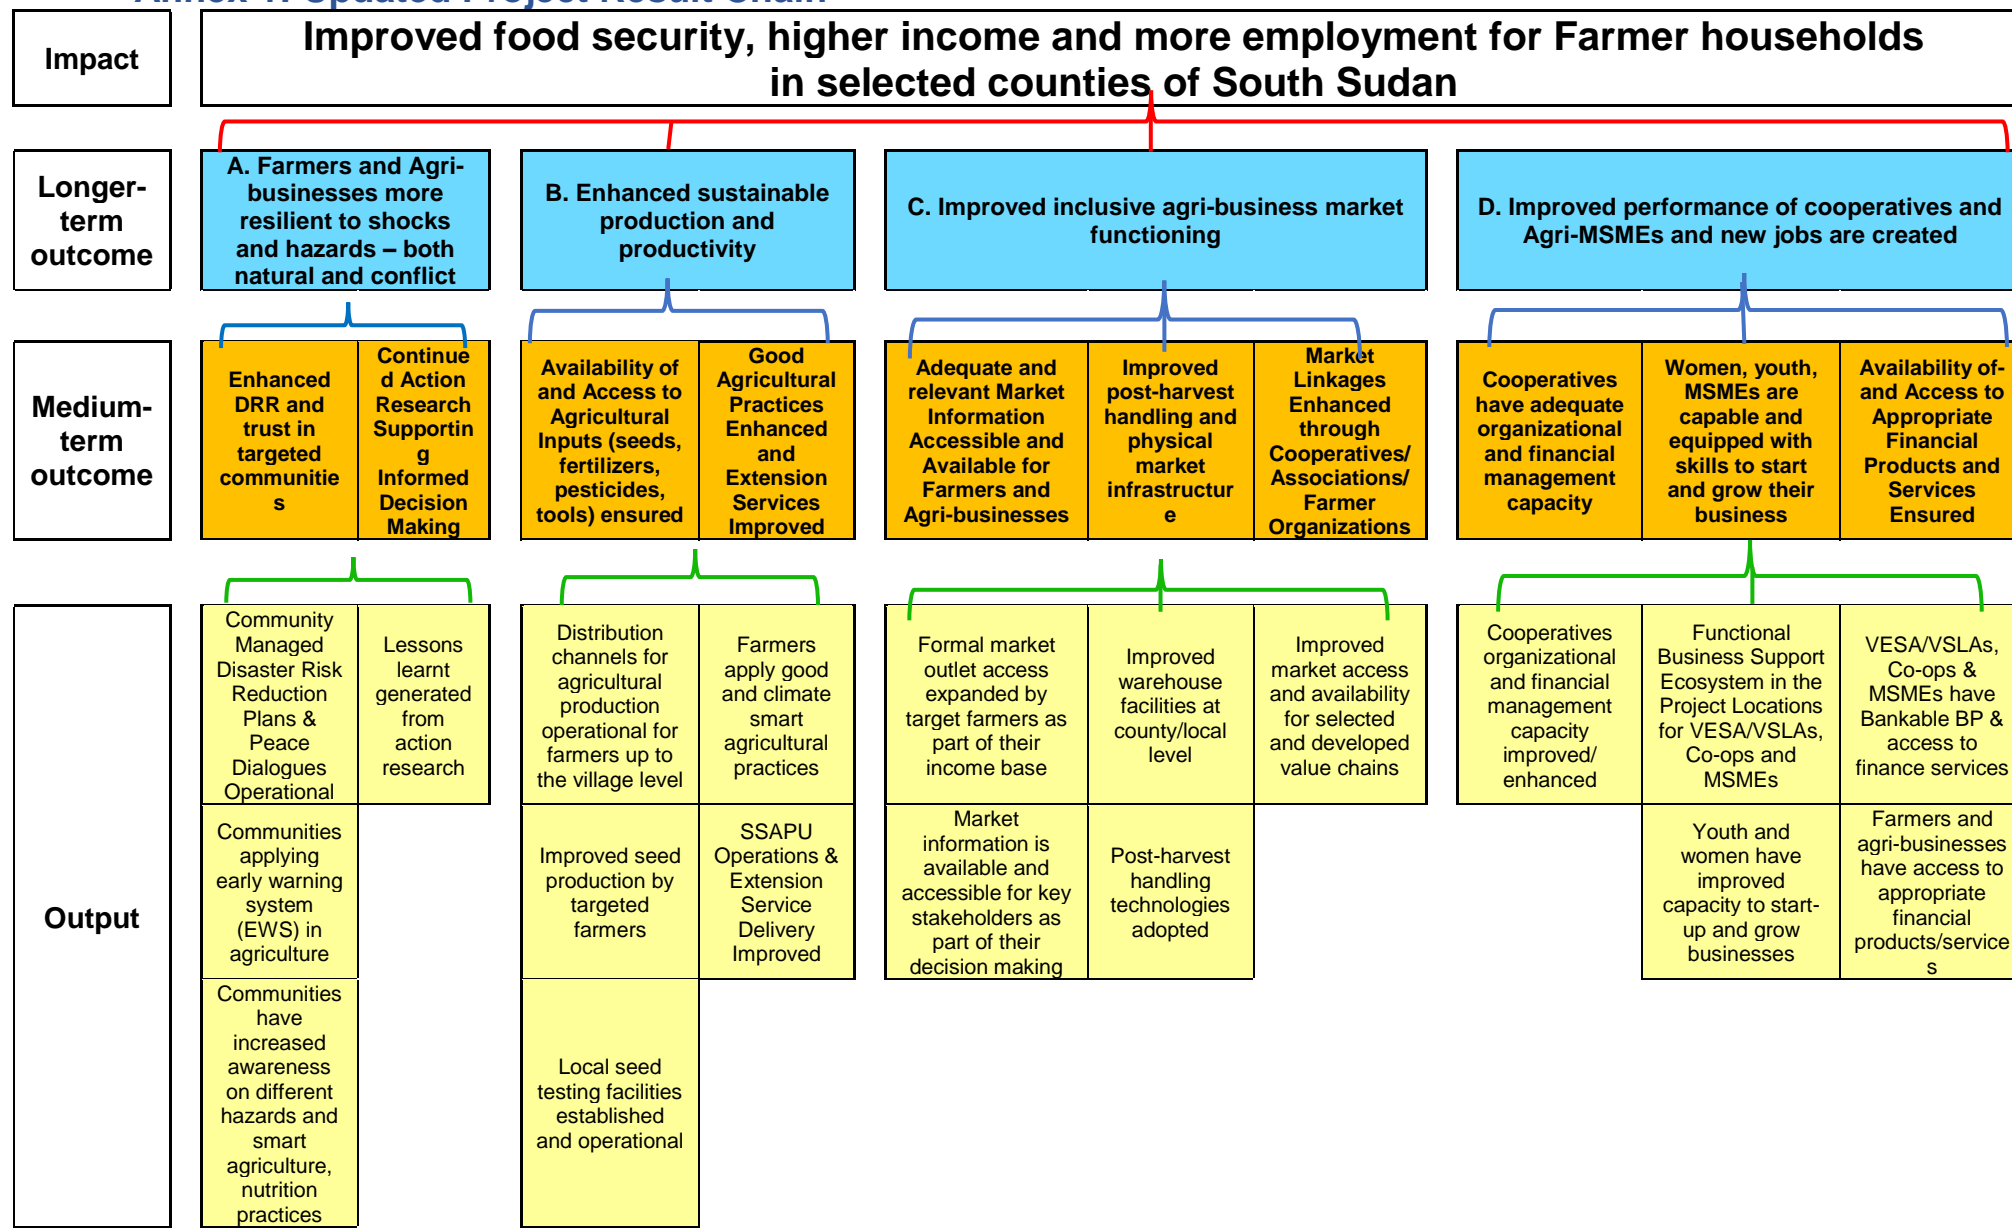 Annex 1: Updated Project Result Chain
Impact
Improved food security, higher income and more employment for Farmer households
in selected counties of South Sudan
Longer-
term
outcome
A. Farmers and Agri-
businesses more
resilient to shocks
and hazards – both
natural and conflict
B. Enhanced sustainable
production and
productivity
C. Improved inclusive agri-business market
functioning
D. Improved performance of cooperatives and
Agri-MSMEs and new jobs are created
Medium-
term
outcome
Enhanced
DRR and
trust in
targeted
communitie
s
Continue
d Action
Research
Supportin
g
Informed
Decision
Making
Availability of
and Access to
Agricultural
Inputs (seeds,
fertilizers,
pesticides,
tools) ensured
Good
Agricultural
Practices
Enhanced
and
Extension
Services
Improved
Adequate and
relevant Market
Information
Accessible and
Available for
Farmers and
Agri-businesses
Improved
post-harvest
handling and
physical
market
infrastructur
e
Market
Linkages
Enhanced
through
Cooperatives/
Associations/
Farmer
Organizations
Cooperatives
have adequate
organizational
and financial
management
capacity
Women, youth,
MSMEs are
capable and
equipped with
skills to start
and grow their
business
Availability of-
and Access to
Appropriate
Financial
Products and
Services
Ensured
Output
Community
Managed
Disaster Risk
Reduction
Plans &
Peace
Dialogues
Operational
Lessons
learnt
generated
from
action
research
Distribution
channels for
agricultural
production
operational for
farmers up to
the village level
Farmers
apply good
and climate
smart
agricultural
practices
Formal market
outlet access
expanded by
target farmers as
part of their
income base
Improved
warehouse
facilities at
county/local
level
Improved
market access
and availability
for selected
and developed
value chains
Cooperatives
organizational
and financial
management
capacity
improved/
enhanced
Functional
Business Support
Ecosystem in the
Project Locations
for VESA/VSLAs,
Co-ops and
MSMEs
VESA/VSLAs,
Co-ops &
MSMEs have
Bankable BP &
access to
finance services
Communities
applying
early warning
system
(EWS) in
agriculture
Improved seed
production by
targeted
farmers
SSAPU
Operations &
Extension
Service
Delivery
Improved
Market
information is
available and
accessible for key
stakeholders as
part of their
decision making
Post-harvest
handling
technologies
adopted
Youth and
women have
improved
capacity to start-
up and grow
businesses
Farmers and
agri-businesses
have access to
appropriate
financial
products/service
s
Communities
have
increased
awareness
on different
hazards and
smart
agriculture,
nutrition
practices
Local seed
testing facilities
established
and operational